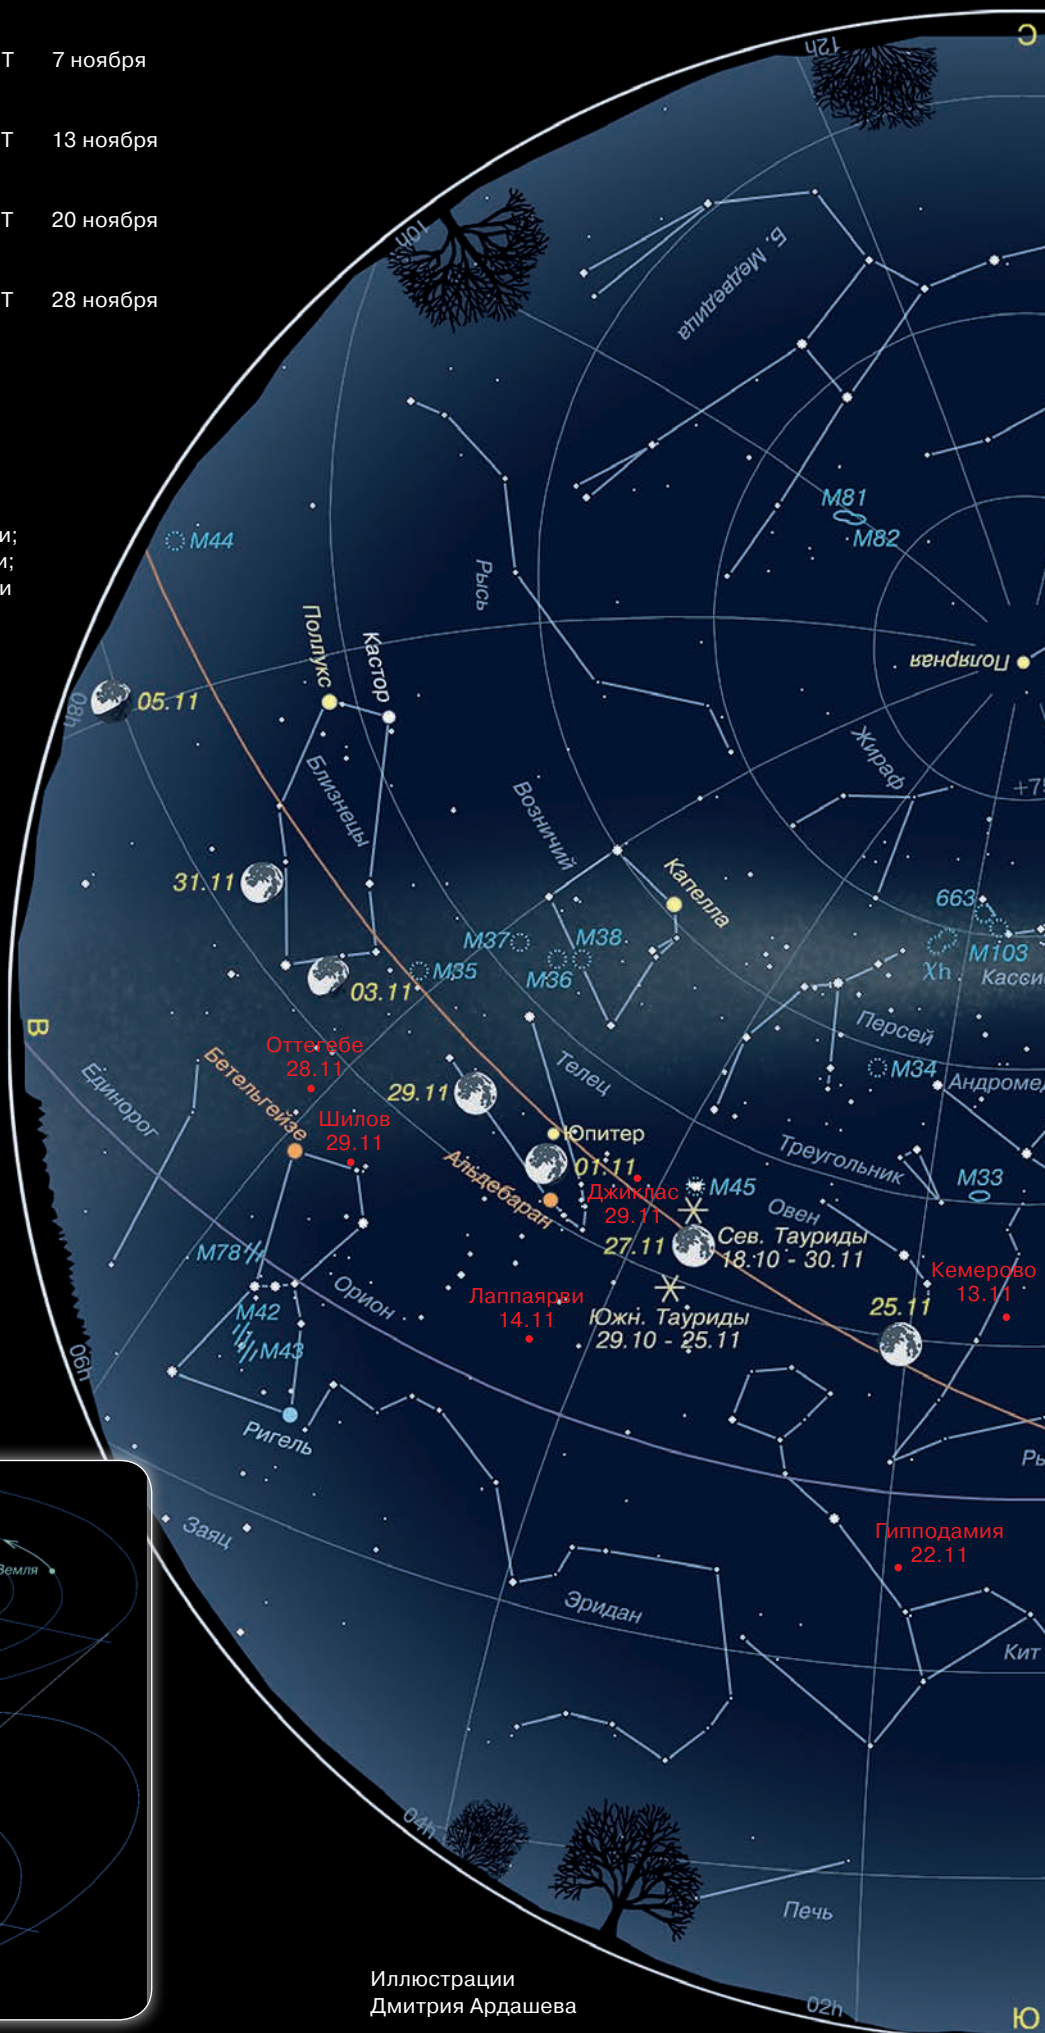 Т 7 ноября
Т 13 ноября
Т 20 ноября
Т 28 ноября
и;
и;
и
С
12h
10h
Б. Медведица
M81
M82
M44
Рысь
Поллукс
Кастор
Полярная
05.11
08h
Близнецы
Возничий
Жираф
+75
Капелла
31.11
663
M37
M38
M36
M35
M103
χh
Касси
03.11
В
Персей
Оттегебе
28.11
Бетельгейзе
Единорог
Телец
M34
Андромед
29.11
Шилов
29.11
Юпитер
01.11
Альдебаран
Джиклас
29.11
M45
Треугольник
M33
Овен
27.11
Сев. Тауриды
18.10 - 30.11
M78
Кемерово
13.11
Орион
Лаппаярви
14.11
25.11
Южн. Тауриды
29.10 - 25.11
M42
M43
06h
Ригель
Ры
Заяц
Гипподамия
22.11
Земля
Эридан
Кит
04h
Печь
02h
Ю
Иллюстрации
Дмитрия Ардашева